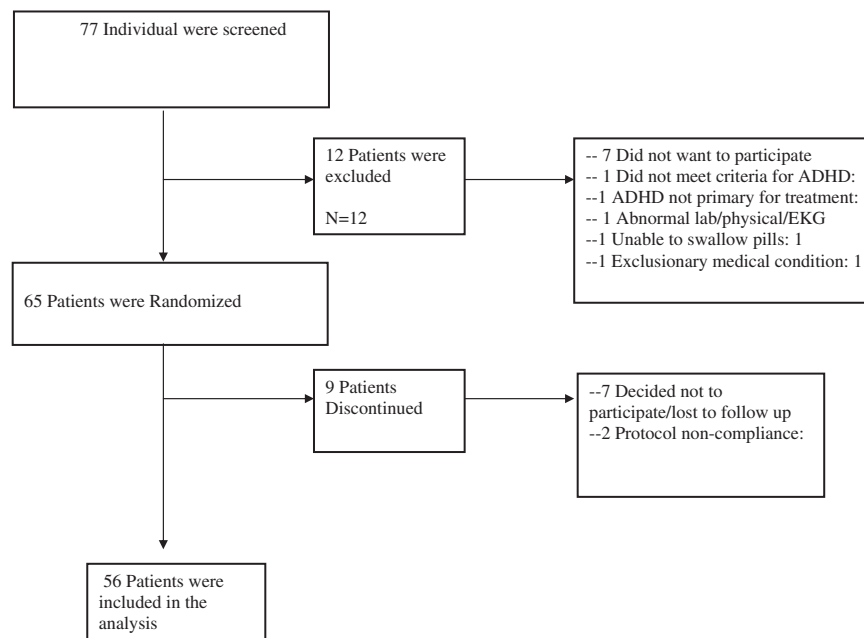 77 Individual were screened
12 Patients were
excluded
N=12
-- 7 Did not want to participate
-- 1 Did not meet criteria for ADHD:
--1 ADHD not primary for treatment:
-- 1 Abnormal lab/physical/EKG
--1 Unable to swallow pills: 1
--1 Exclusionary medical condition: 1
65 Patients were Randomized
9 Patients
Discontinued
--7 Decided not to
participate/lost to follow up
--2 Protocol non-compliance:
56 Patients were
included in the
analysis